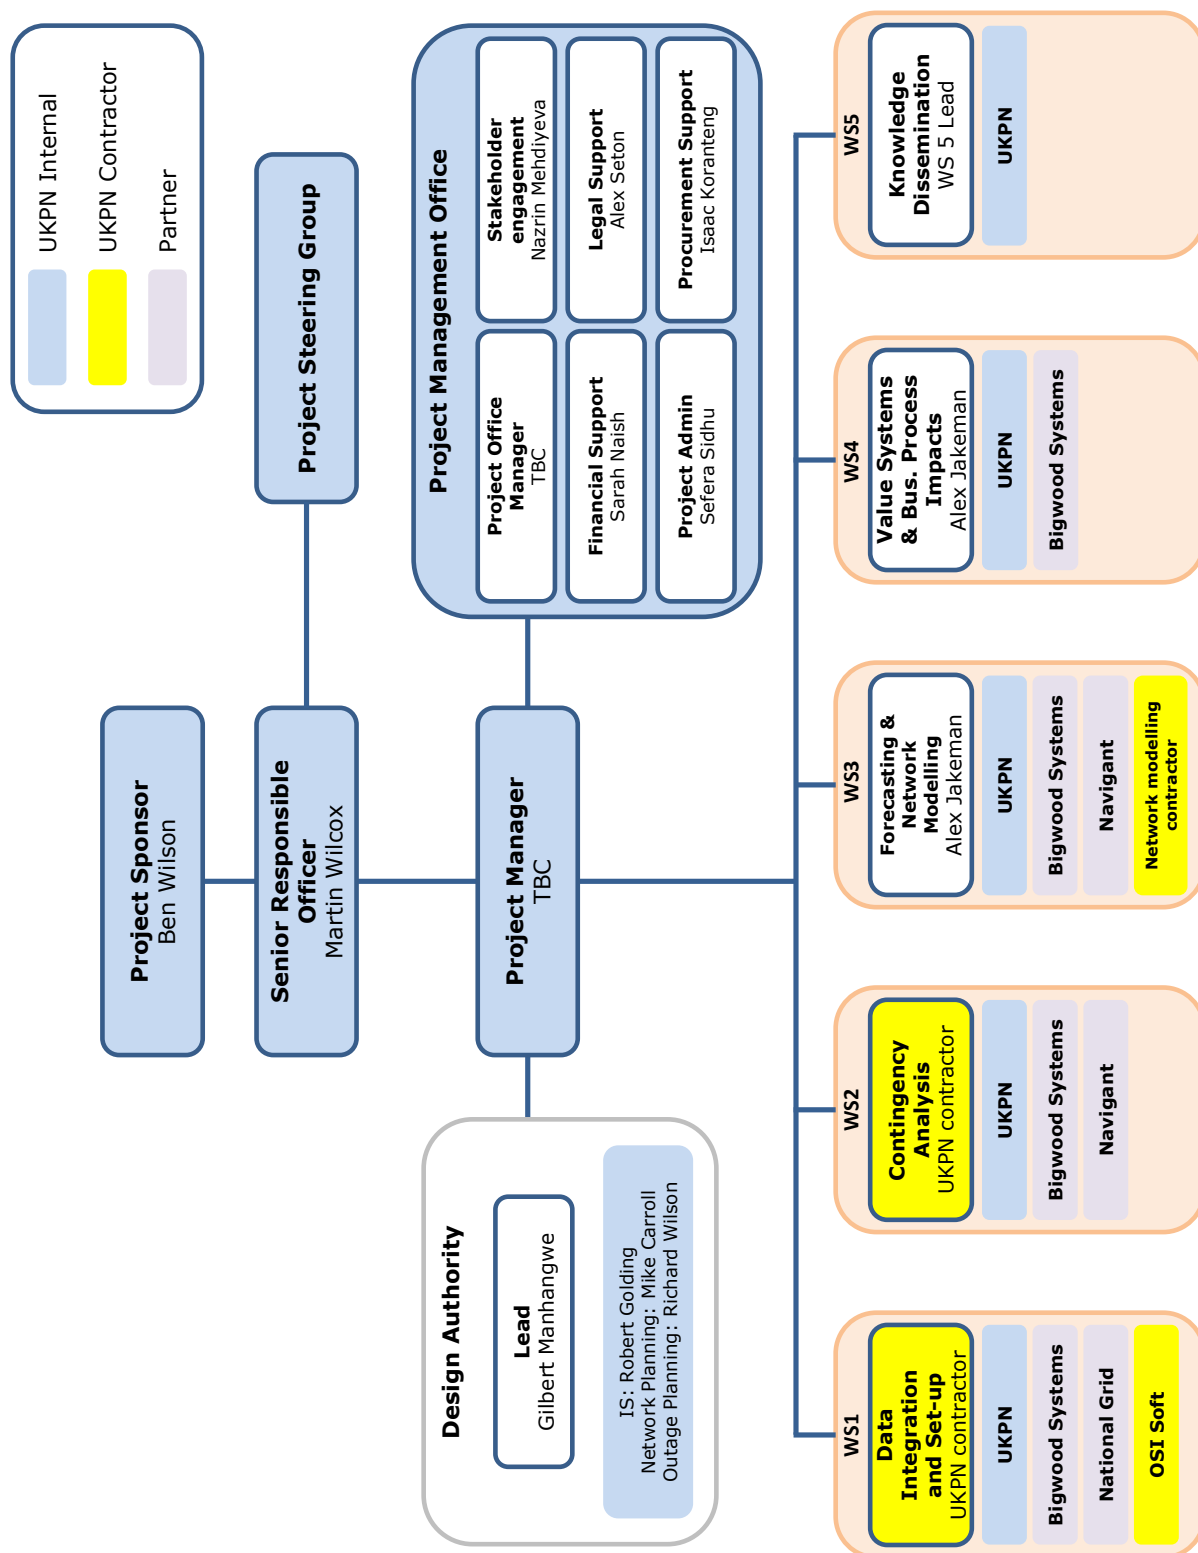 Project Sponsor
Ben Wilson
UKPN Internal
UKPN Contractor
Partner
Senior Responsible
Officer
Martin Wilcox
Project Steering Group
Design Authority
Lead
Gilbert Manhangwe
IS: Robert Golding
Network Planning: Mike Carroll
Outage Planning: Richard Wilson
Project Manager
TBC
Project Management Office
Project Office
Manager
TBC
Stakeholder
engagement
Nazrin Mehdiyeva
Financial Support
Sarah Naish
Legal Support
Alex Seton
Project Admin
Sefera Sidhu
Procurement Support
Isaac Koranteng
WS1
Data
Integration
and Set-up
UKPN contractor
UKPN
Bigwood Systems
National Grid
OSI Soft
WS2
Contingency
Analysis
UKPN contractor
UKPN
Bigwood Systems
Navigant
WS3
Forecasting &
Network
Modelling
Alex Jakeman
UKPN
Bigwood Systems
Navigant
Network modelling
contractor
WS4
Value Systems
& Bus. Process
Impacts
Alex Jakeman
UKPN
Bigwood Systems
WS5
Knowledge
Dissemination
WS 5 Lead
UKPN